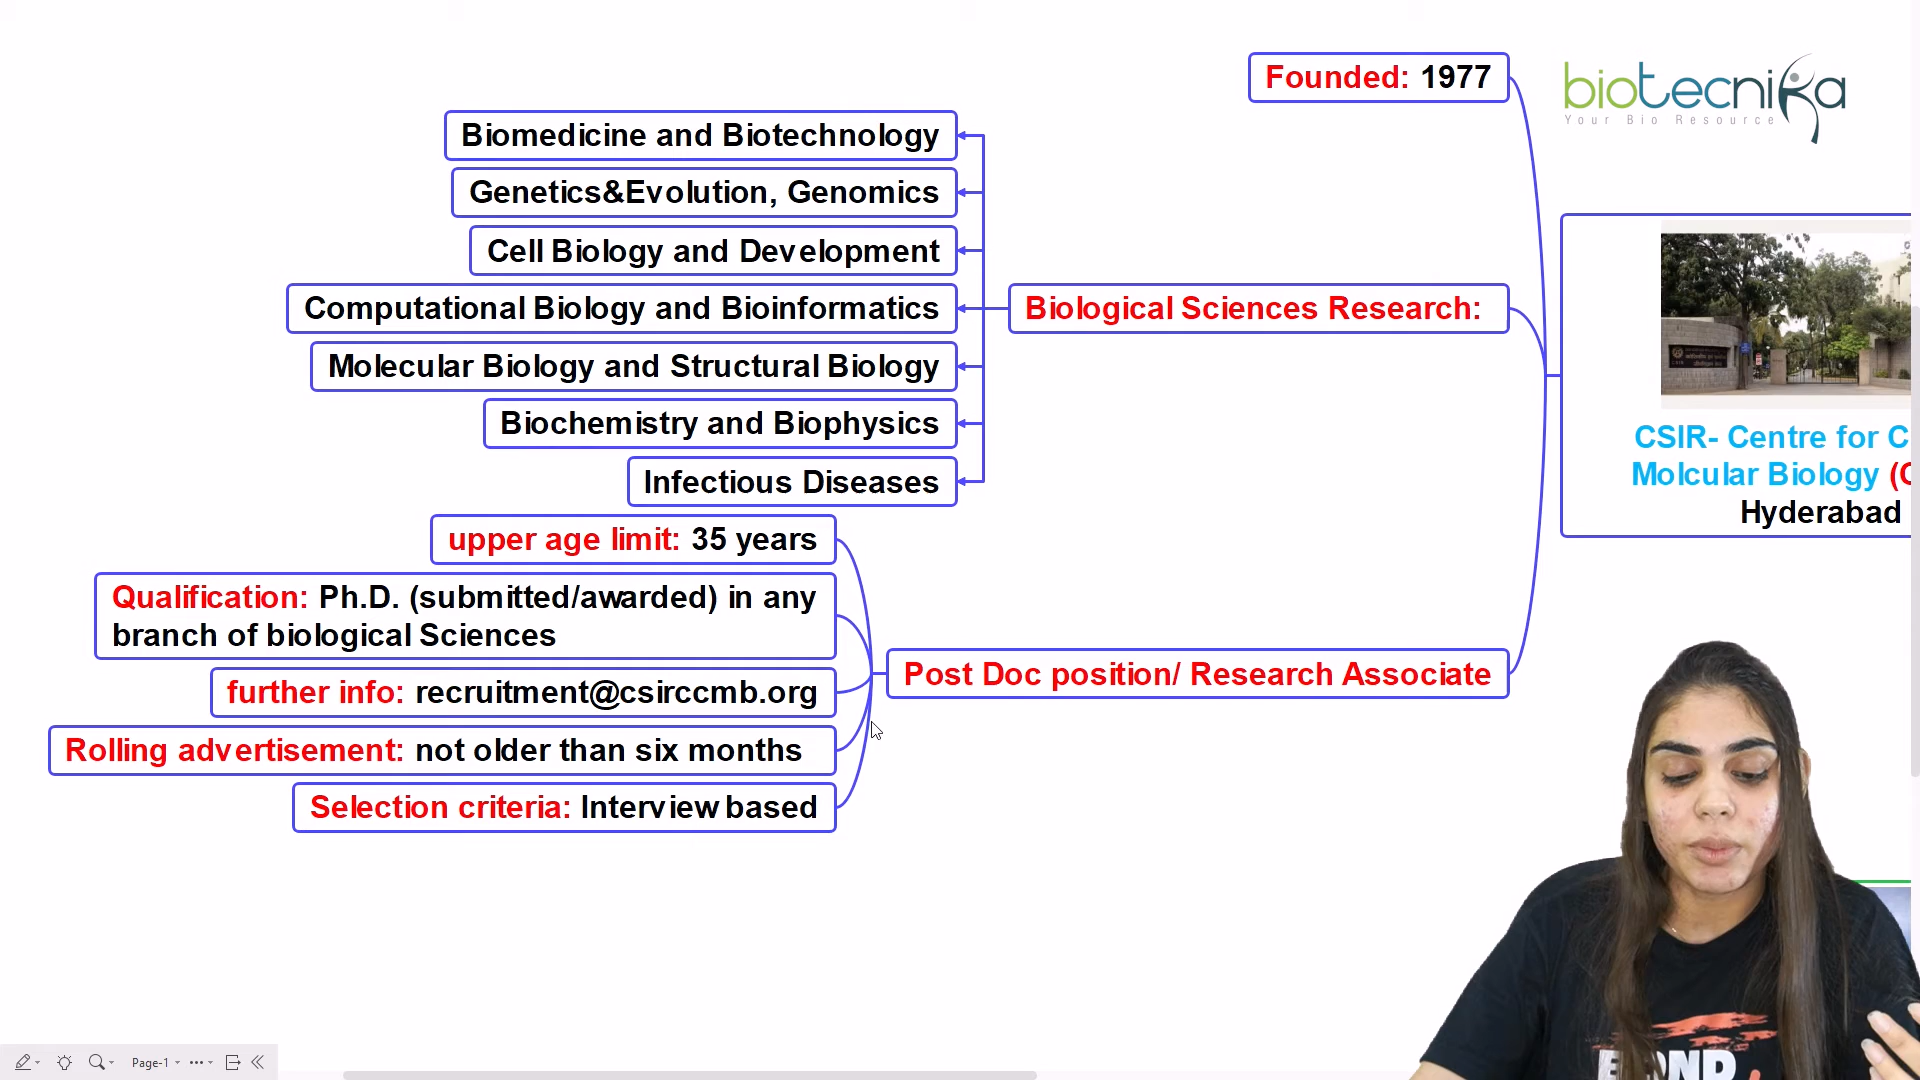 Founded: 1977
biotecnika
Your Bio Resource
Biomedicine and Biotechnology
Genetics&Evolution, Genomics
Cell Biology and Development
Computational Biology and Bioinformatics
Biological Sciences Research:
Molecular Biology and Structural Biology
Biochemistry and Biophysics
Infectious Diseases
CSIR- Centre for C
Molcular Biology (C
Hyderabad
upper age limit: 35 years
Qualification: Ph.D. (submitted/awarded) in any
branch of biological Sciences
further info: recruitment@csirccmb.org
Post Doc position/ Research Associate
Rolling advertisement: not older than six months
Selection criteria: Interview based
Page-1